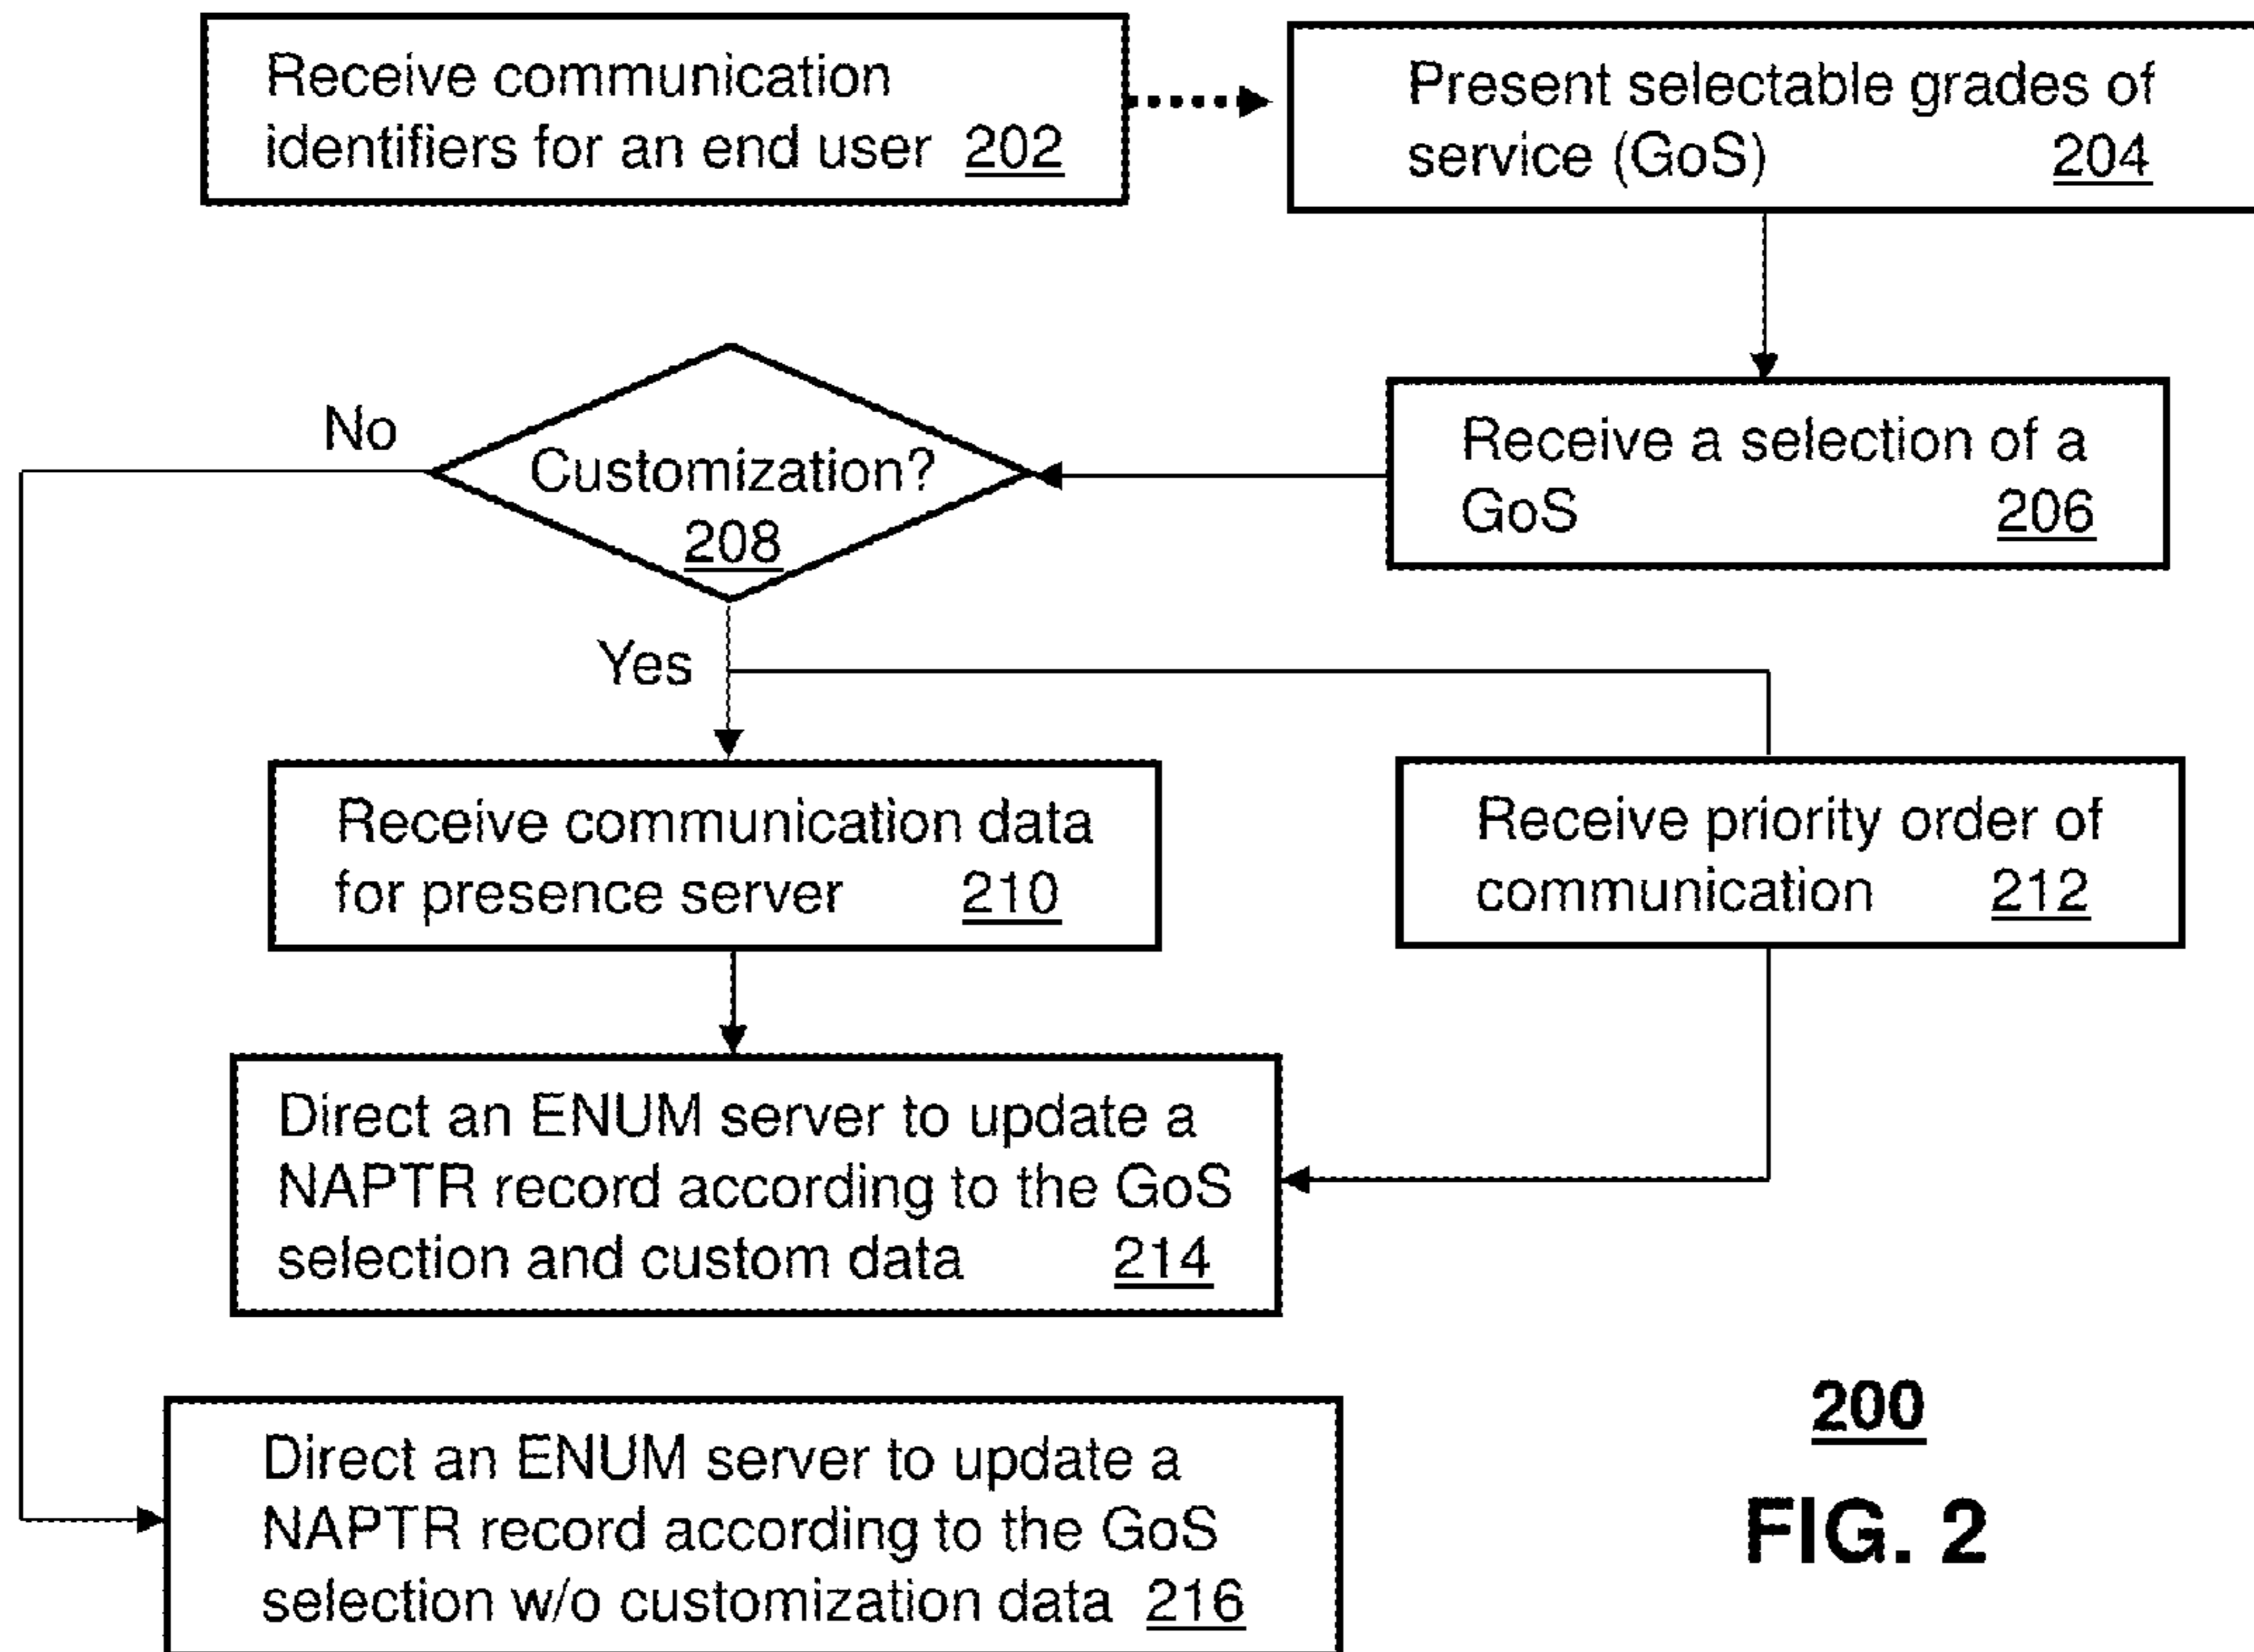 Receive communication
identifiers for an end user 202
Present selectable grades of
service (GoS) 204
Receive a selection of a
GoS 206
Customization?
208
No
Yes
Receive communication data
for presence server 210
Receive priority order of
communication 212
Direct an ENUM server to update a
NAPTR record according to the GoS
selection and custom data 214
Direct an ENUM server to update a
NAPTR record according to the GoS
selection w/o customization data 216
200
FIG. 2